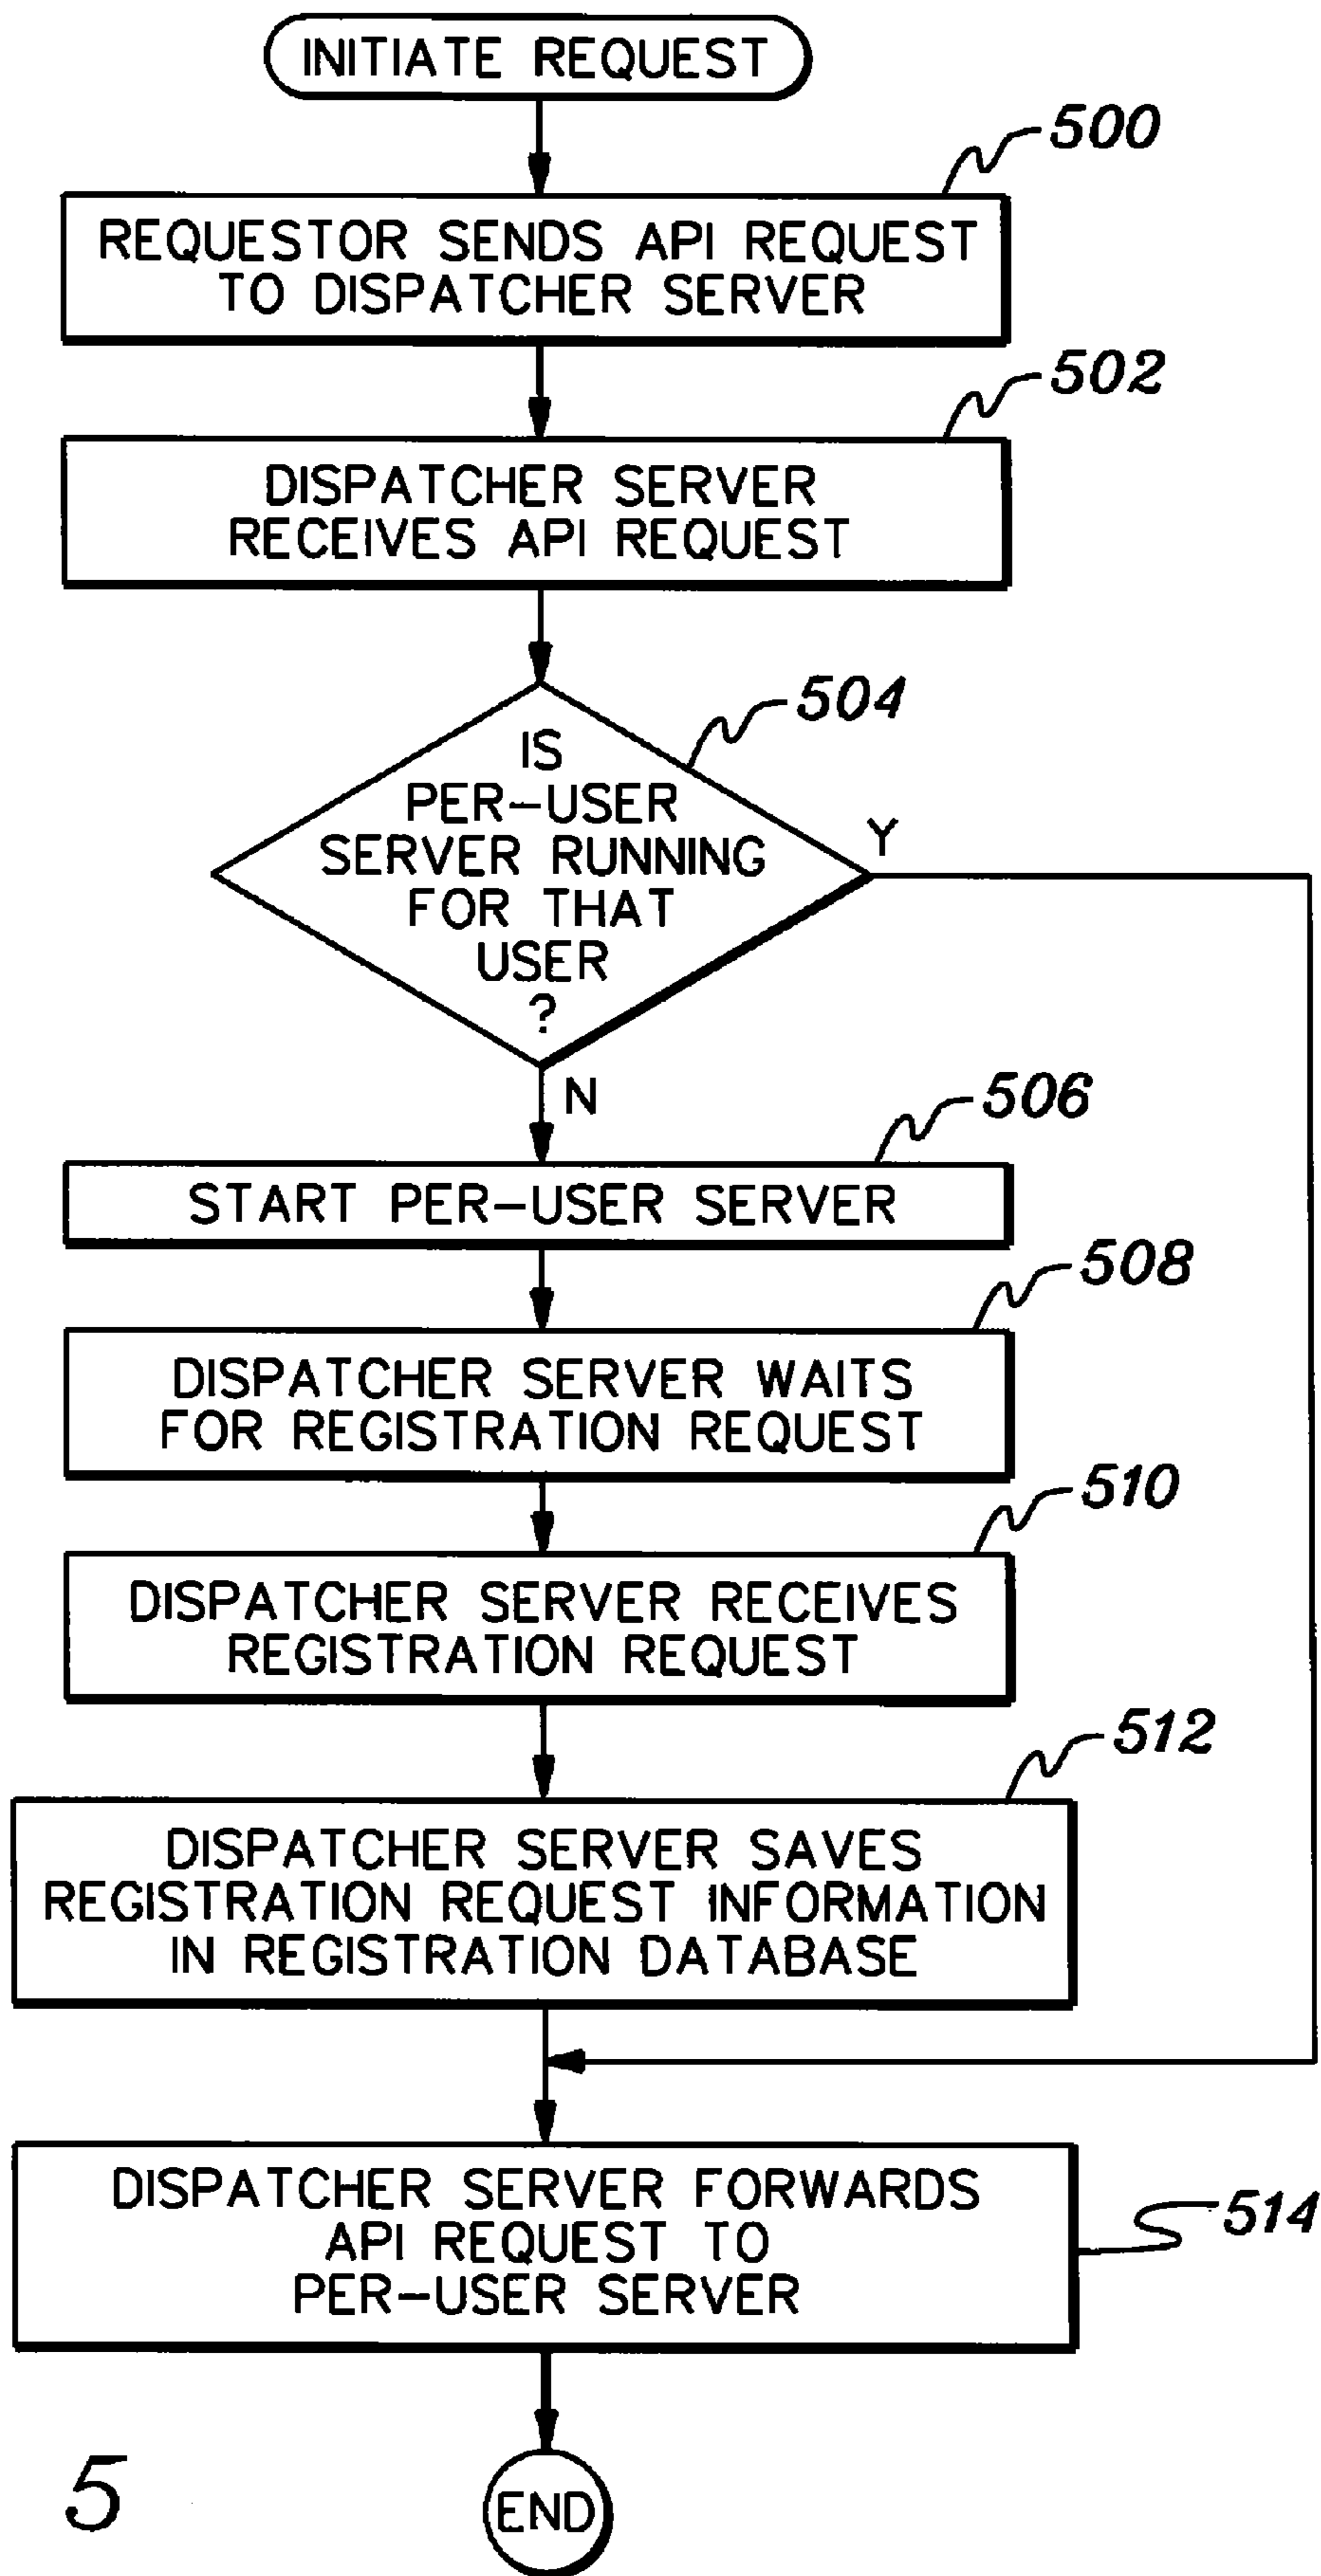 INITIATE REQUEST
500
REQUESTOR SENDS API REQUEST
TO DISPATCHER SERVER
502
DISPATCHER SERVER
RECEIVES API REQUEST
504
IS
PER-USER
SERVER RUNNING
FOR THAT
USER
?
Y
N
506
START PER-USER SERVER
508
DISPATCHER SERVER WAITS
FOR REGISTRATION REQUEST
510
DISPATCHER SERVER RECEIVES
REGISTRATION REQUEST
512
DISPATCHER SERVER SAVES
REGISTRATION REQUEST INFORMATION
IN REGISTRATION DATABASE
DISPATCHER SERVER FORWARDS
API REQUEST TO
PER-USER SERVER
514
5
END